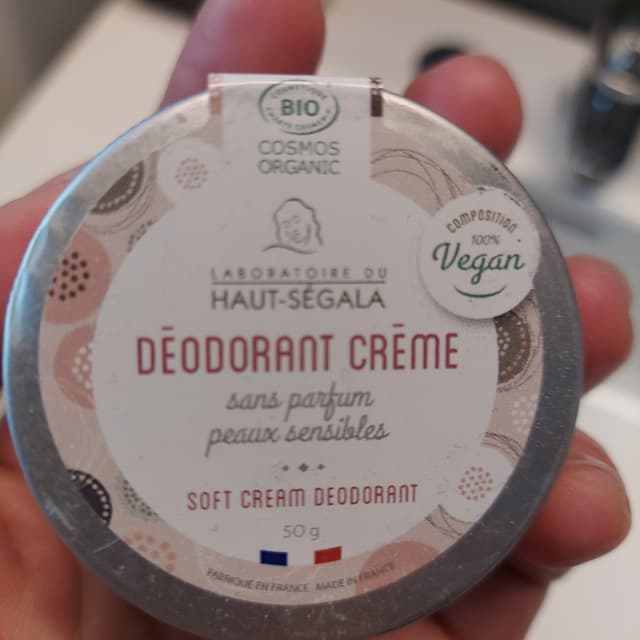 BIO
COSMOS
ORGANIC
LABORATOIRE DU
HAUT-SÉGALA
COMPOSITION
100%
Vegan
DÉODORANT CRÈME
sans parfum
peaux sensibles
SOFT CREAM DEODORANT
50 g
FABRIQUÉ EN FRANCE - MADE IN FRANCE